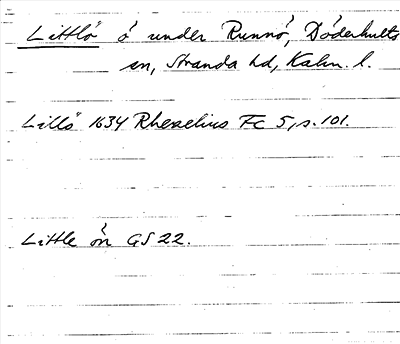 Littlö ö under Runnö, Döderhults
sn, Stranda hd, Kalm. l.
Lillö 1634 Rhezelius Fc 5, s. 101.
Little ön GS 22.